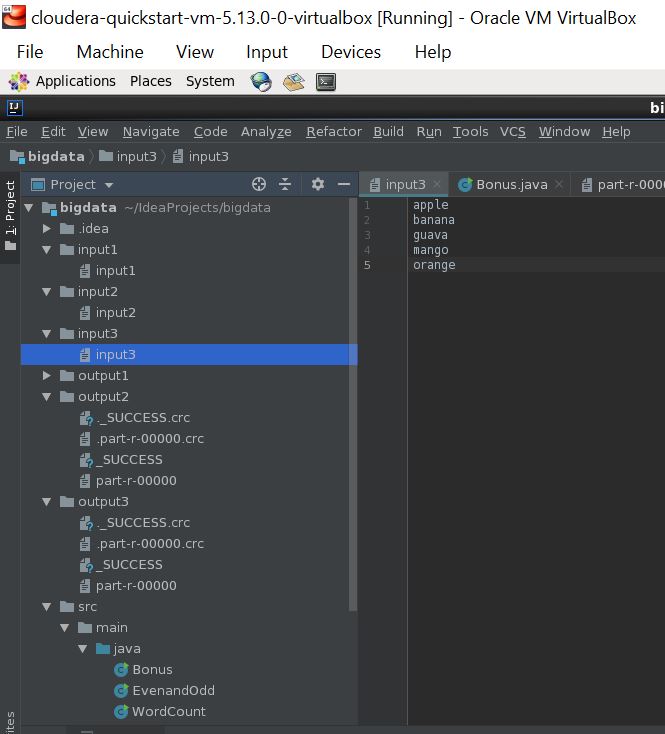 cloudera-quickstart-vm-5.13.0-0-virtualbox [Running] - Oracle VM VirtualBox
File Machine View Input Devices Help
Applications Places System
IJ bi
File Edit View Navigate Code Analyze Refactor Build Run Tools VCS Window Help
bigdata input3 input3
1: Project
Project
input3 Bonus.java part-r-000
bigdata ~/IdeaProjects/bigdata
.idea
input1
input1
input2
input2
input3
input3
output1
output2
._SUCCESS.crc
.part-r-00000.crc
_SUCCESS
part-r-00000
output3
._SUCCESS.crc
.part-r-00000.crc
_SUCCESS
part-r-00000
src
main
java
Bonus
EvenandOdd
WordCount
1 apple
2 banana
3 guava
4 mango
5 orange